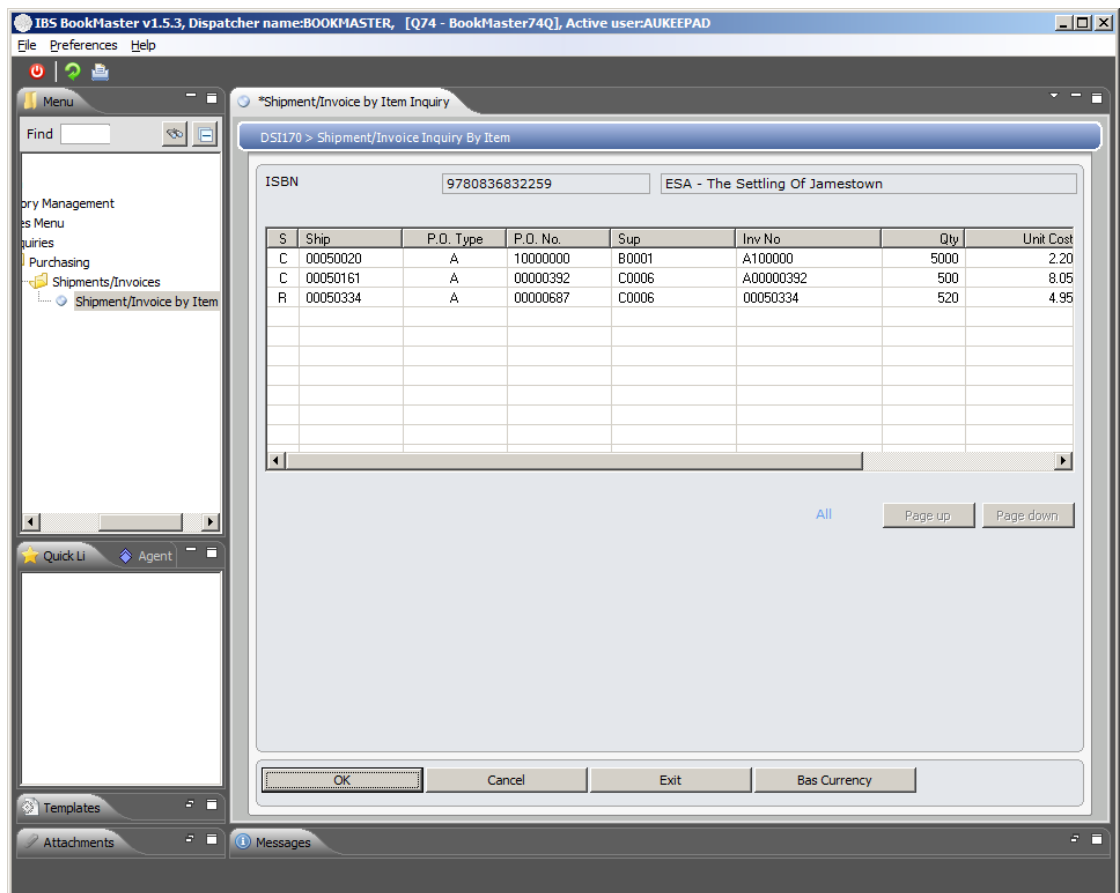 IBS BookMaster v1.5.3, Dispatcher name:BOOKMASTER, [Q74 - BookMaster74Q], Active user:AUKEEPAD
File Preferences Help
Menu
*Shipment/Invoice by Item Inquiry
Find
DSI170 > Shipment/Invoice Inquiry By Item
ISBN 9780836832259 ESA - The Settling Of Jamestown
ory Management
es Menu
quiries
Purchasing
Shipments/Invoices
Shipment/Invoice by Item
S Ship P.O. Type P.O. No. Sup Inv No Qty Unit Cost
C 00050020 A 10000000 B0001 A100000 5000 2.20
C 00050161 A 00000392 C0006 A00000392 500 8.05
R 00050334 A 00000687 C0006 00050334 520 4.95
All Page up Page down
Quick Li Agent
OK Cancel Exit Bas Currency
Templates
Attachments
Messages